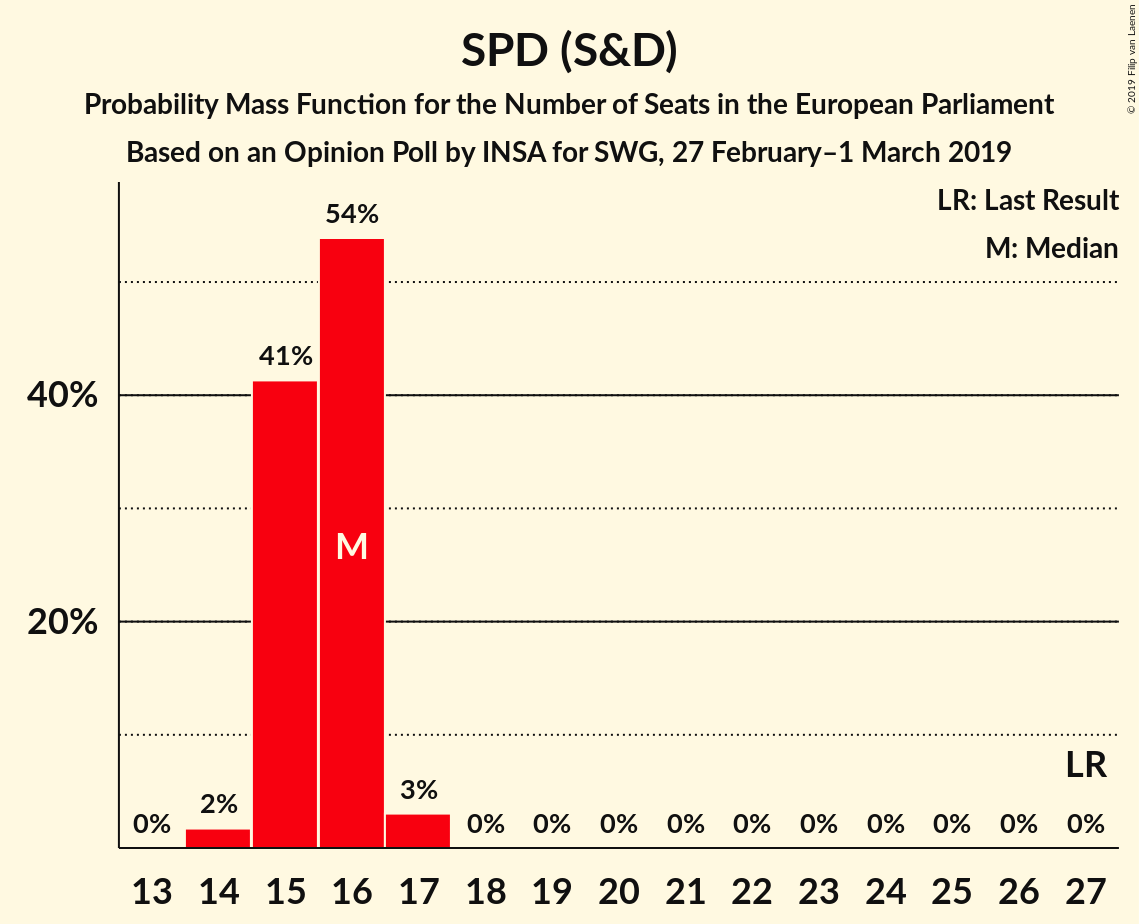 SPD (S&D)
Probability Mass Function for the Number of Seats in the European Parliament
Based on an Opinion Poll by INSA for SWG, 27 February–1 March 2019
© 2019 Filip van Laenen
LR: Last Result
M: Median
54%
41%
40%
M
20%
LR
0% 2% 3% 0% 0% 0% 0% 0% 0% 0% 0% 0% 0%
13 14 15 16 17 18 19 20 21 22 23 24 25 26 27